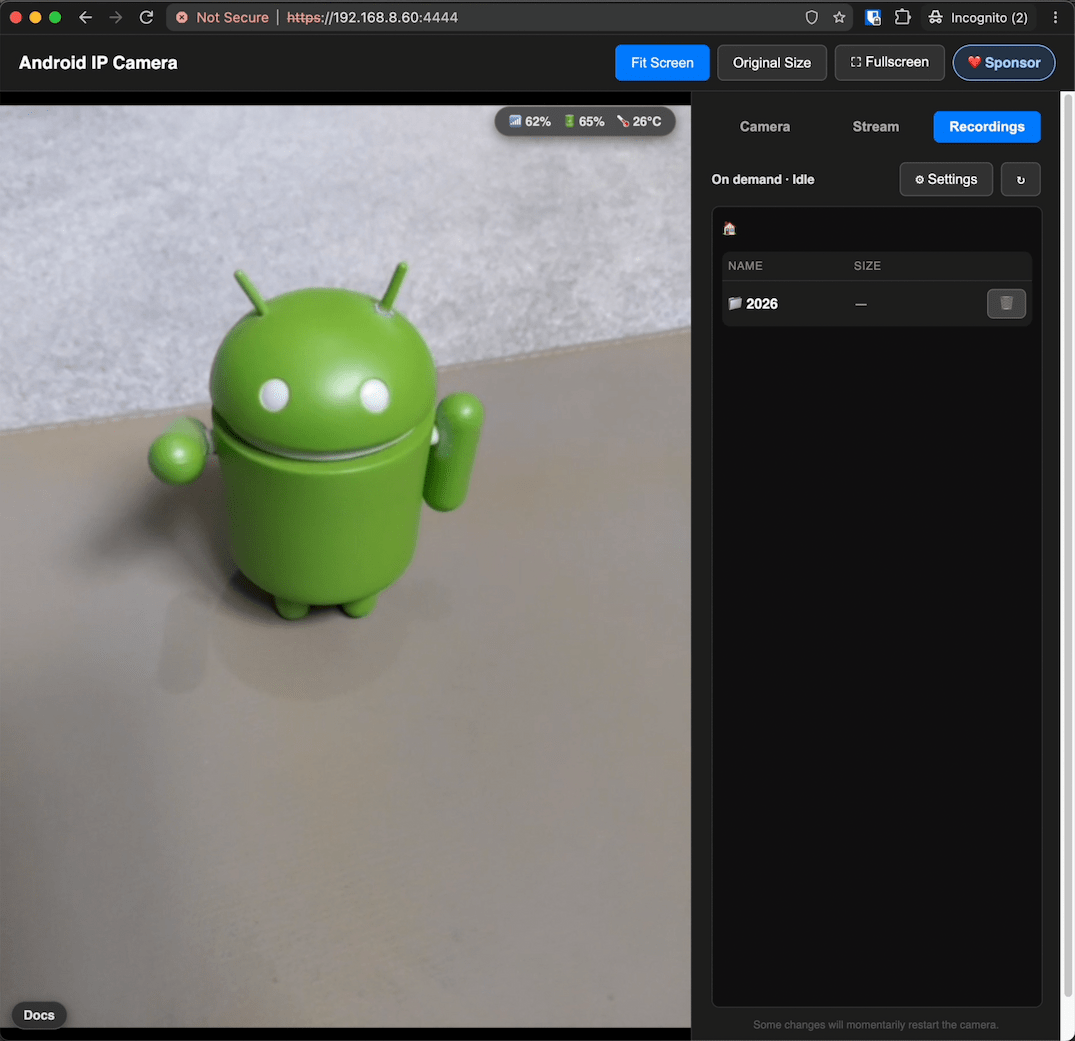 Not Secure | https://192.168.8.60:4444
Incognito (2)
Android IP Camera
Fit Screen
Original Size
Fullscreen
Sponsor
62% 65% 26°C
Camera
Stream
Recordings
On demand · Idle
Settings
NAME SIZE
2026 —
Docs
Some changes will momentarily restart the camera.